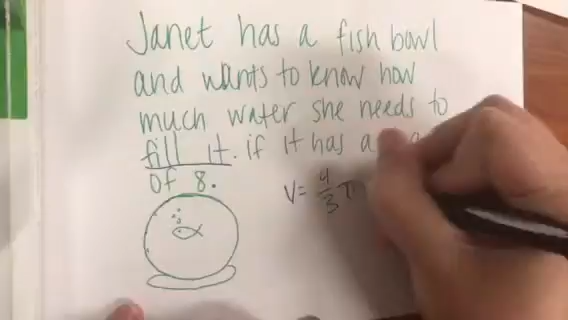 Janet has a fish bowl
and wants to know how
much water she needs to
fill it. if it has a
of 8.
V= 4/3 π